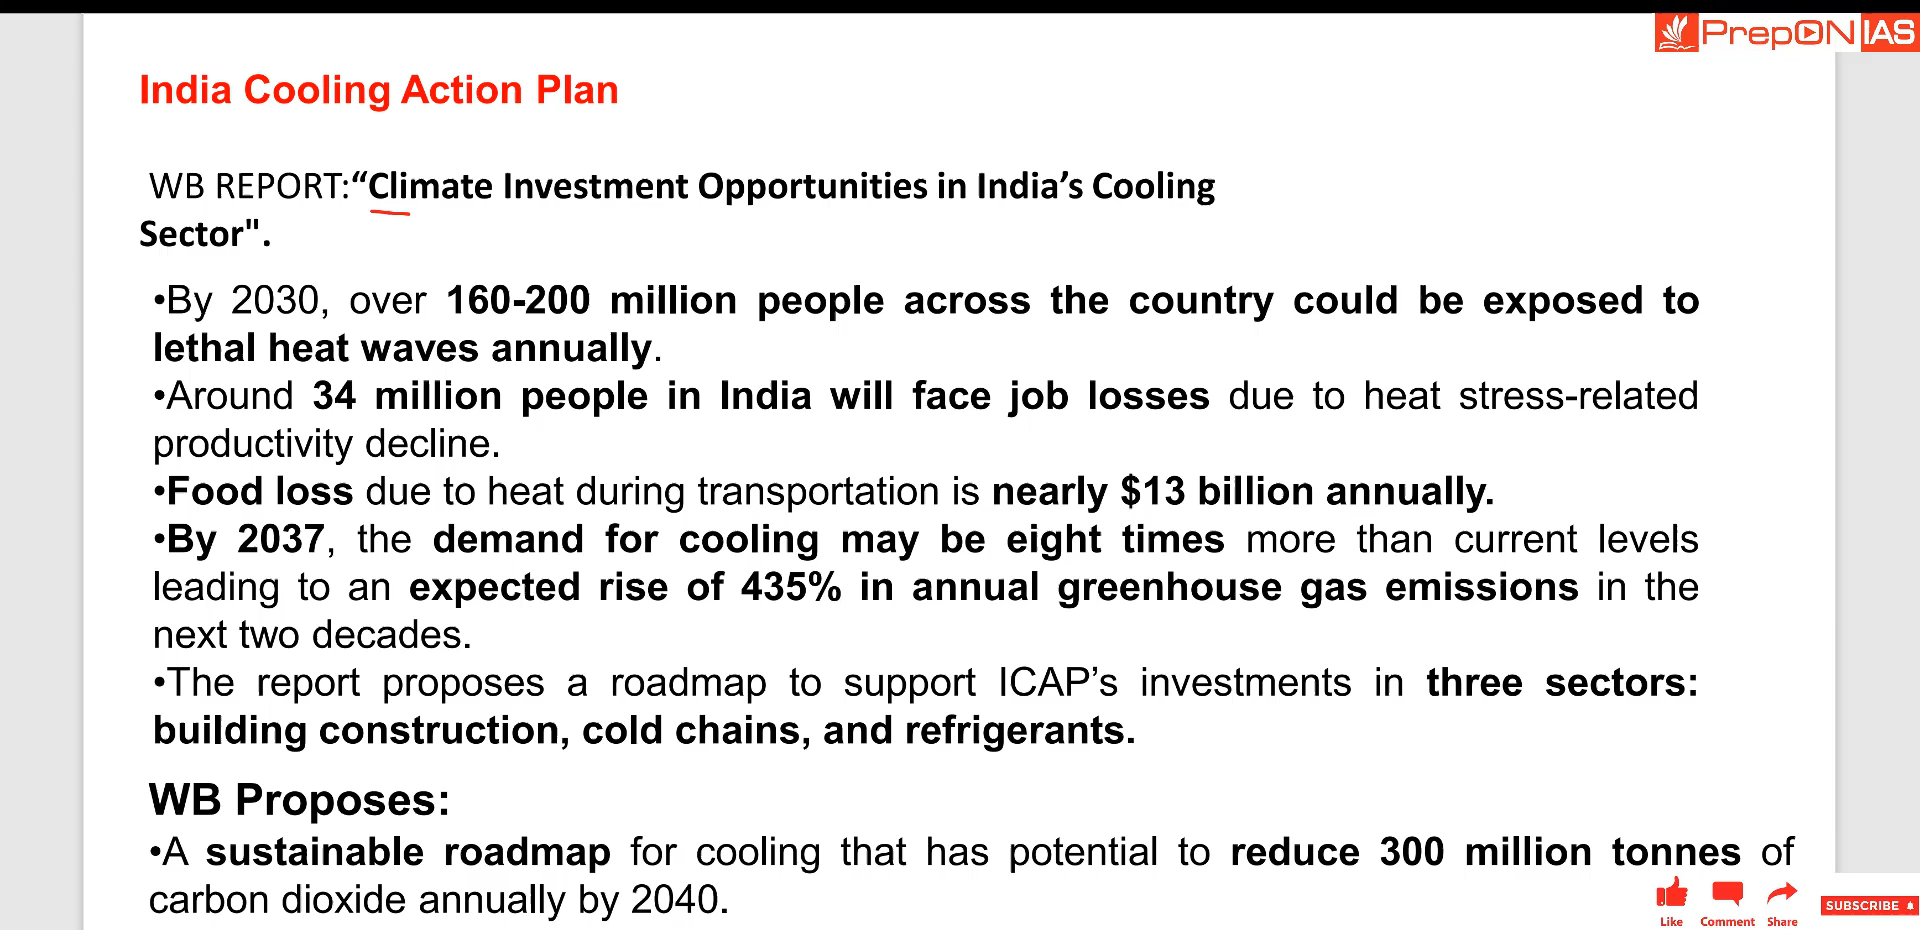 PrepON IAS
India Cooling Action Plan
WB REPORT:“Climate Investment Opportunities in India’s Cooling
Sector".
•By 2030, over 160-200 million people across the country could be exposed to
lethal heat waves annually.
•Around 34 million people in India will face job losses due to heat stress-related
productivity decline.
•Food loss due to heat during transportation is nearly $13 billion annually.
•By 2037, the demand for cooling may be eight times more than current levels
leading to an expected rise of 435% in annual greenhouse gas emissions in the
next two decades.
•The report proposes a roadmap to support ICAP’s investments in three sectors:
building construction, cold chains, and refrigerants.
WB Proposes:
•A sustainable roadmap for cooling that has potential to reduce 300 million tonnes of
carbon dioxide annually by 2040.
Like Comment Share
SUBSCRIBE